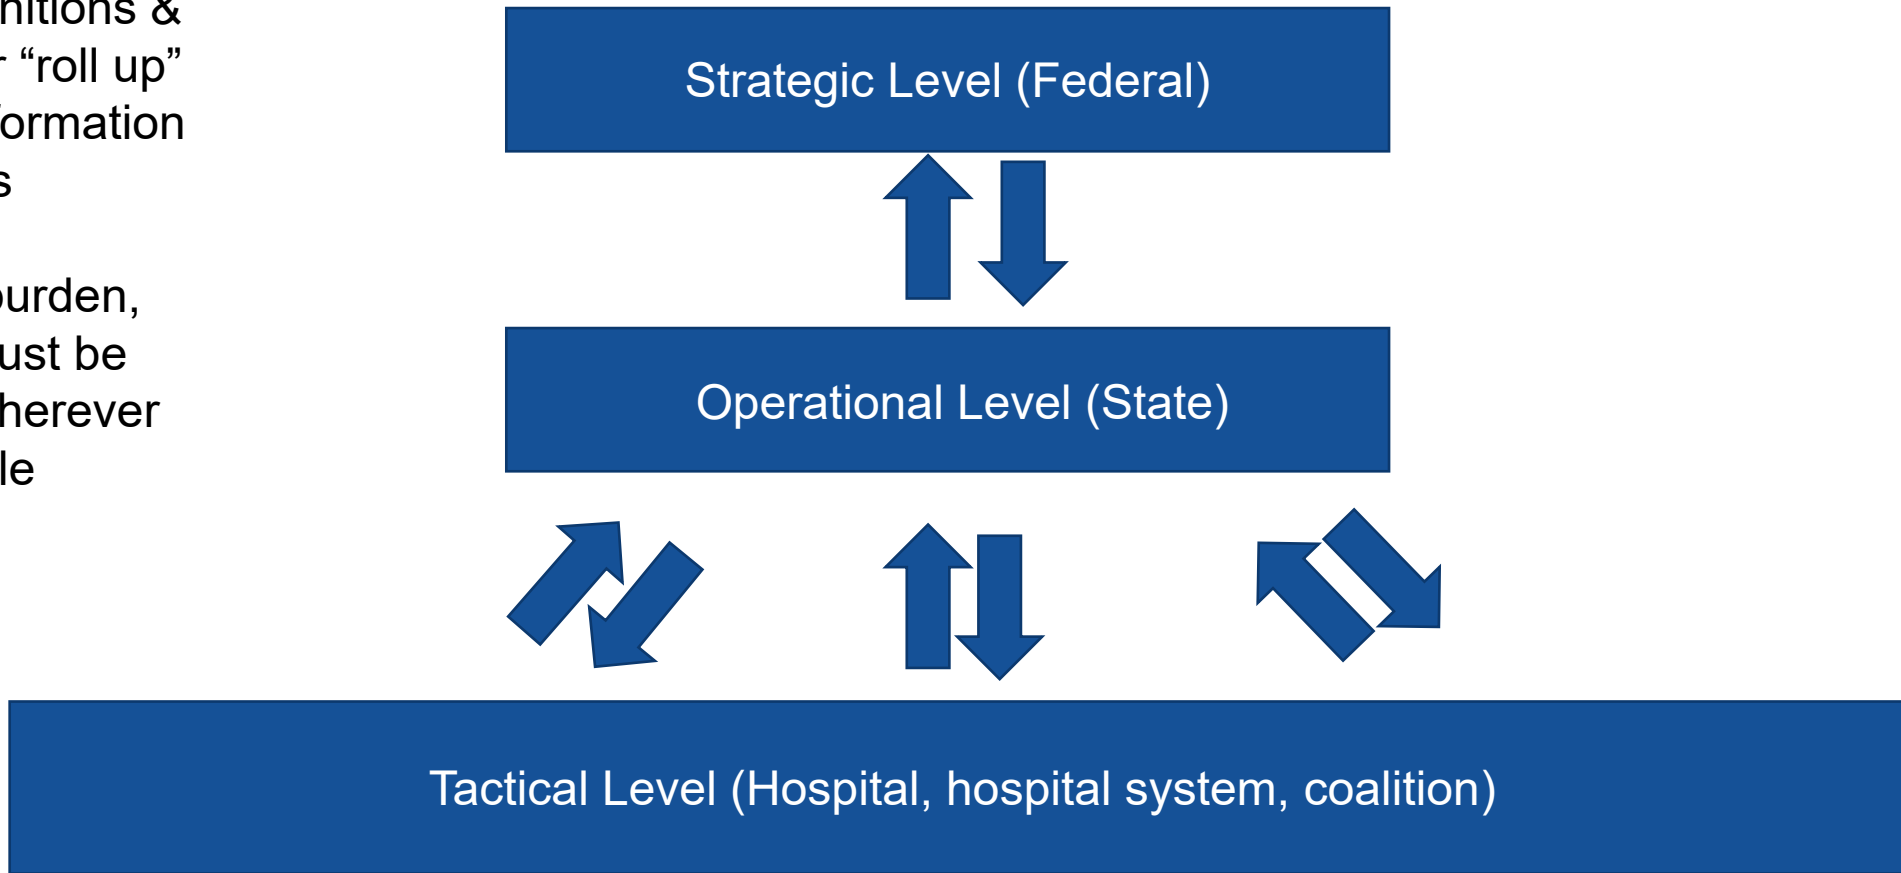 nitions &
r “roll up”
formation
s
burden,
ust be
herever
le
Strategic Level (Federal)
Operational Level (State)
Tactical Level (Hospital, hospital system, coalition)